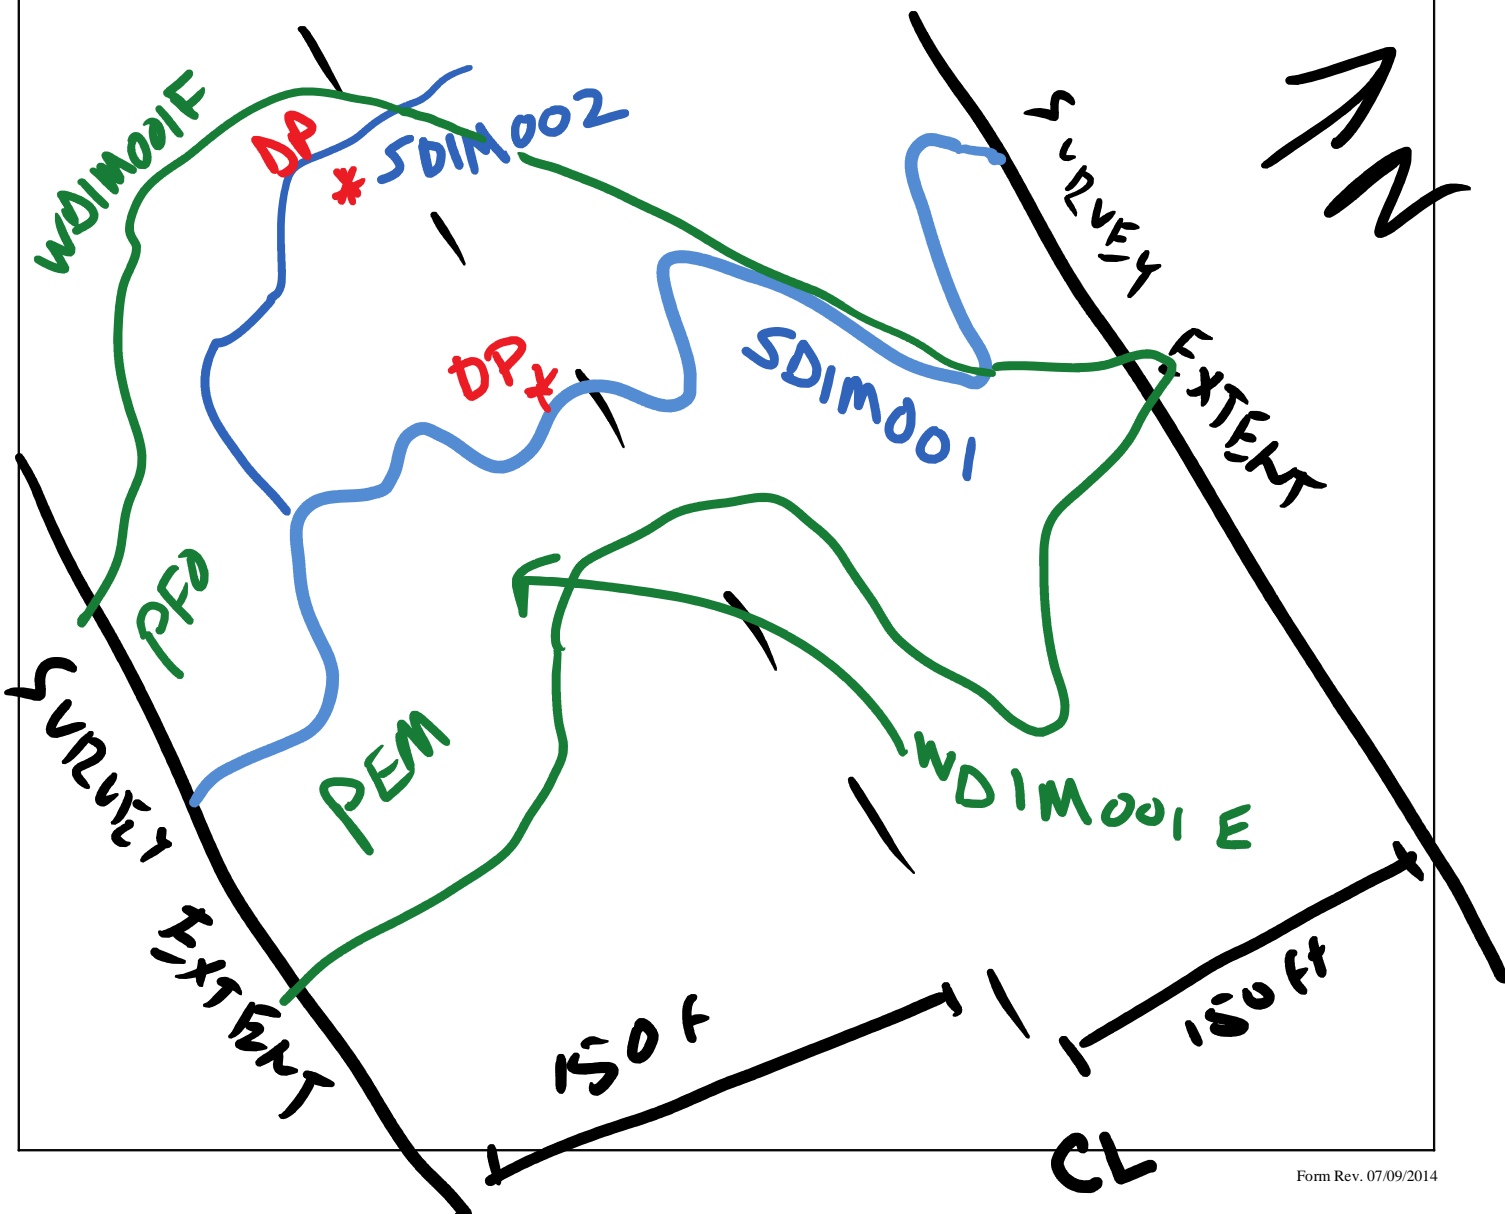 WDIM001F
DP
* SDIM002
SURVEY
EXTENT
N
DP *
SDIM001
PFO
SURVEY
EXTENT
PEM
WDIM001E
150 f
150 ft
CL
Form Rev. 07/09/2014